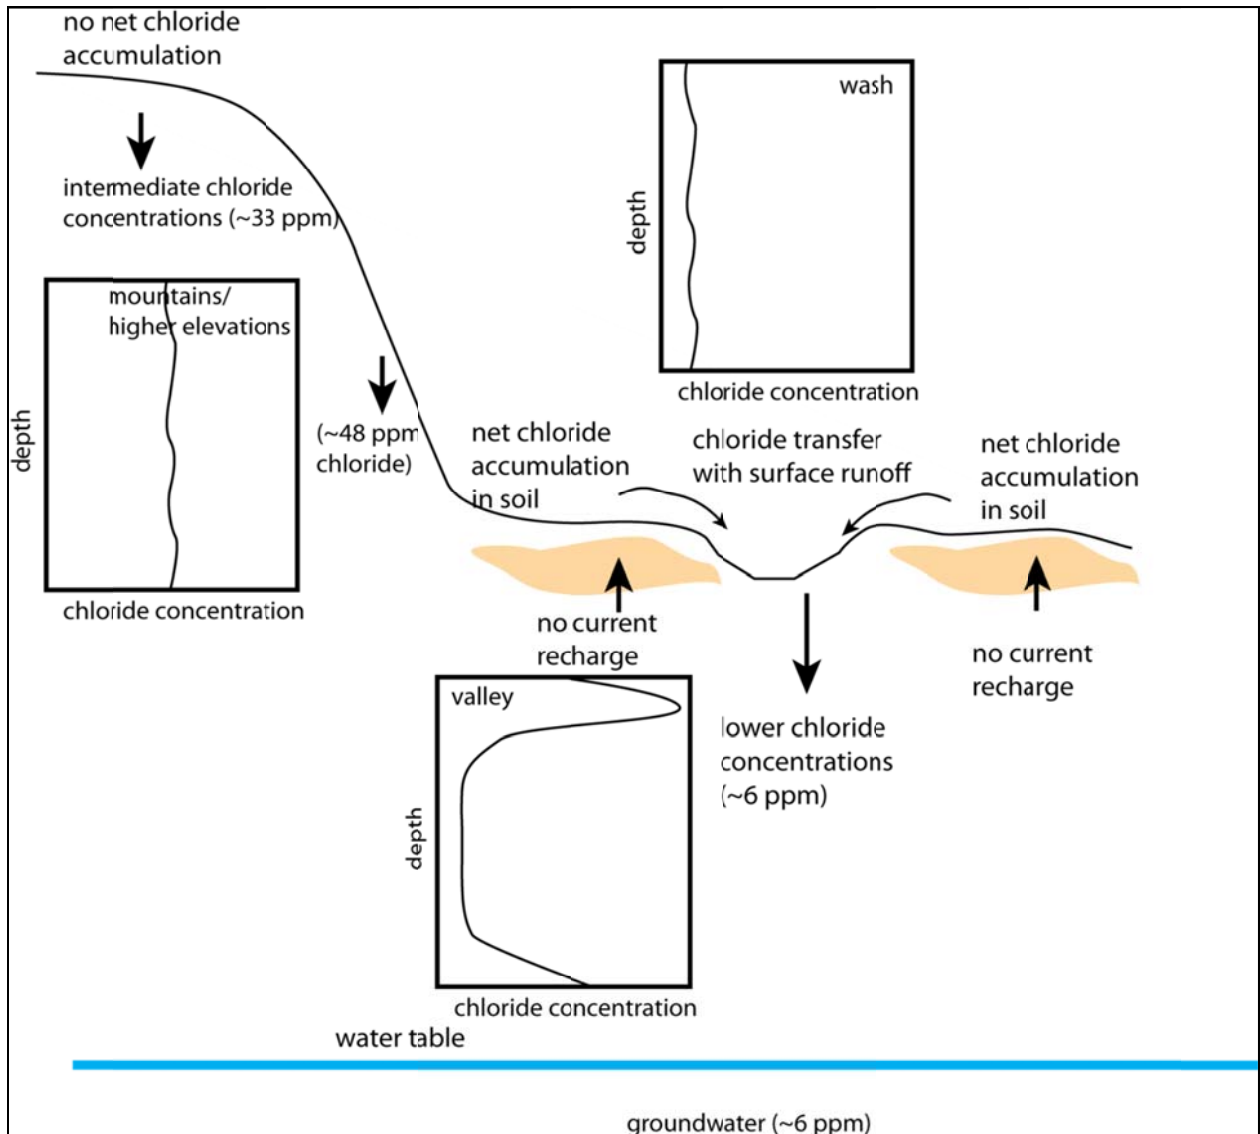 no net chloride
accumulation
intermediate chloride
concentrations (~33 ppm)
mountains/
higher elevations
depth
chloride concentration
(~48 ppm
chloride)
wash
depth
chloride concentration
net chloride
accumulation
in soil
chloride transfer
with surface runoff
net chloride
accumulation
in soil
no current
recharge
no current
recharge
lower chloride
concentrations
(~6 ppm)
valley
depth
chloride concentration
water table
groundwater (~6 ppm)